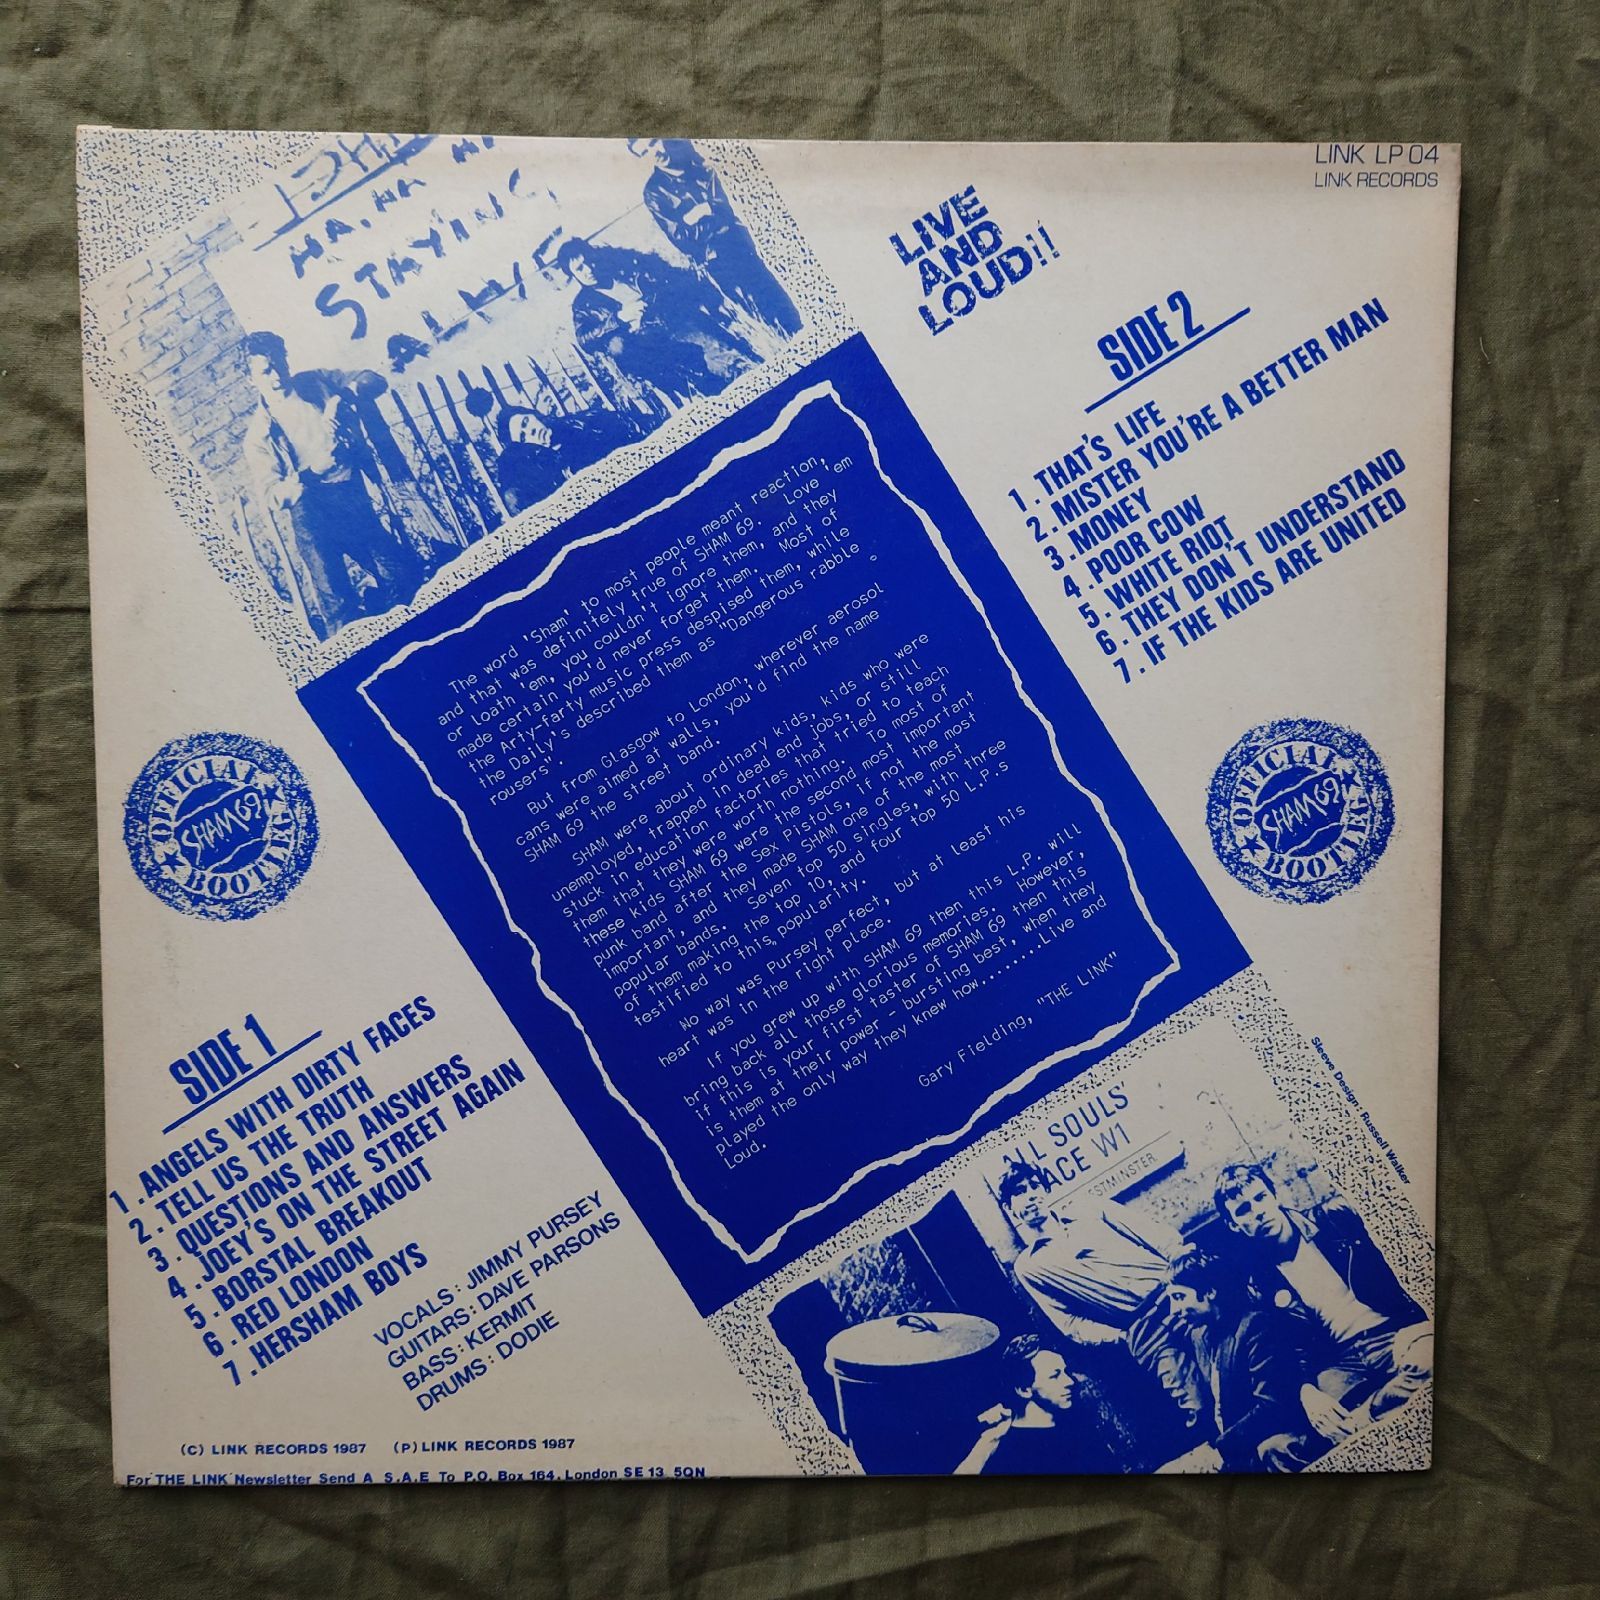 LINK LP 04
LINK RECORDS
HA, HA
STAYING
ALIVE
LIVE
AND
LOUD!!
SIDE 2
1. THAT'S LIFE
2. MISTER YOU'RE A BETTER MAN
3. MONEY
4. POOR COW
5. WHITE RIOT
6. THEY DON'T UNDERSTAND
7. IF THE KIDS ARE UNITED
The word 'Sham' to most people meant reaction,
and that was definitely true of SHAM 69. Love 'em
or loath 'em, you couldn't ignore them, and they
made certain you'd never forget them. Most of
the Arty-farty music press despised them, while
the Daily's described them as "Dangerous rabble
rousers".
But from Glasgow to London, wherever aerosol
cans were aimed at walls, you'd find the name
SHAM 69 the street band.
SHAM were about ordinary kids, kids who were
unemployed, trapped in dead end jobs, or still
stuck in education factories that tried to teach
them that they were worth nothing. To most of
these kids SHAM 69 were the second most important
punk band after the Sex Pistols, if not the most
important, and they made SHAM one of the most
popular bands. Seven top 50 singles, with three
of them making the top 10, and four top 50 L.P.s
testified to this popularity.
No way was Pursey perfect, but at least his
heart was in the right place.
If you grew up with SHAM 69 then this L.P. will
bring back all those glorious memories. However,
if this is your first taster of SHAM 69 then this
is them at their power - bursting best, when they
played the only way they knew how........Live and
Loud.
Gary Fielding, "THE LINK"
OFFICIAL
SHAM 69
BOOTLEG
OFFICIAL
SHAM 69
BOOTLEG
SIDE 1
1. ANGELS WITH DIRTY FACES
2. TELL US THE TRUTH
3. QUESTIONS AND ANSWERS
4. JOEY'S ON THE STREET AGAIN
5. BORSTAL BREAKOUT
6. RED LONDON
7. HERSHAM BOYS
VOCALS: JIMMY PURSEY
GUITARS: DAVE PARSONS
BASS: KERMIT
DRUMS: DODIE
Sleeve Design: Russell Walker
ALL SOULS'
ACE W1
STMINSTER
(C) LINK RECORDS 1987 (P) LINK RECORDS 1987
For 'THE LINK' Newsletter Send A S.A.E To P.O. Box 164, London SE13 5QN